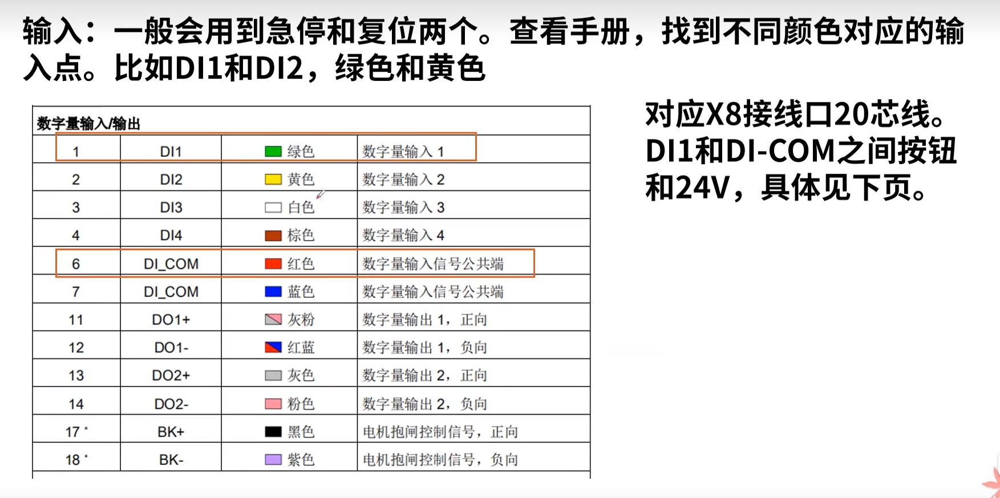 输入：一般会用到急停和复位两个。查看手册，找到不同颜色对应的输
入点。比如DI1和DI2，绿色和黄色
对应X8接线口20芯线。
DI1和DI-COM之间按钮
和24V，具体见下页。
数字量输入/输出
1 DI1 绿色 数字量输入 1
2 DI2 黄色 数字量输入 2
3 DI3 白色 数字量输入 3
4 DI4 棕色 数字量输入 4
6 DI_COM 红色 数字量输入信号公共端
7 DI_COM 蓝色 数字量输入信号公共端
11 DO1+ 灰粉 数字量输出 1，正向
12 DO1- 红蓝 数字量输出 1，负向
13 DO2+ 灰色 数字量输出 2，正向
14 DO2- 粉色 数字量输出 2，负向
17 * BK+ 黑色 电机抱闸控制信号，正向
18 * BK- 紫色 电机抱闸控制信号，负向